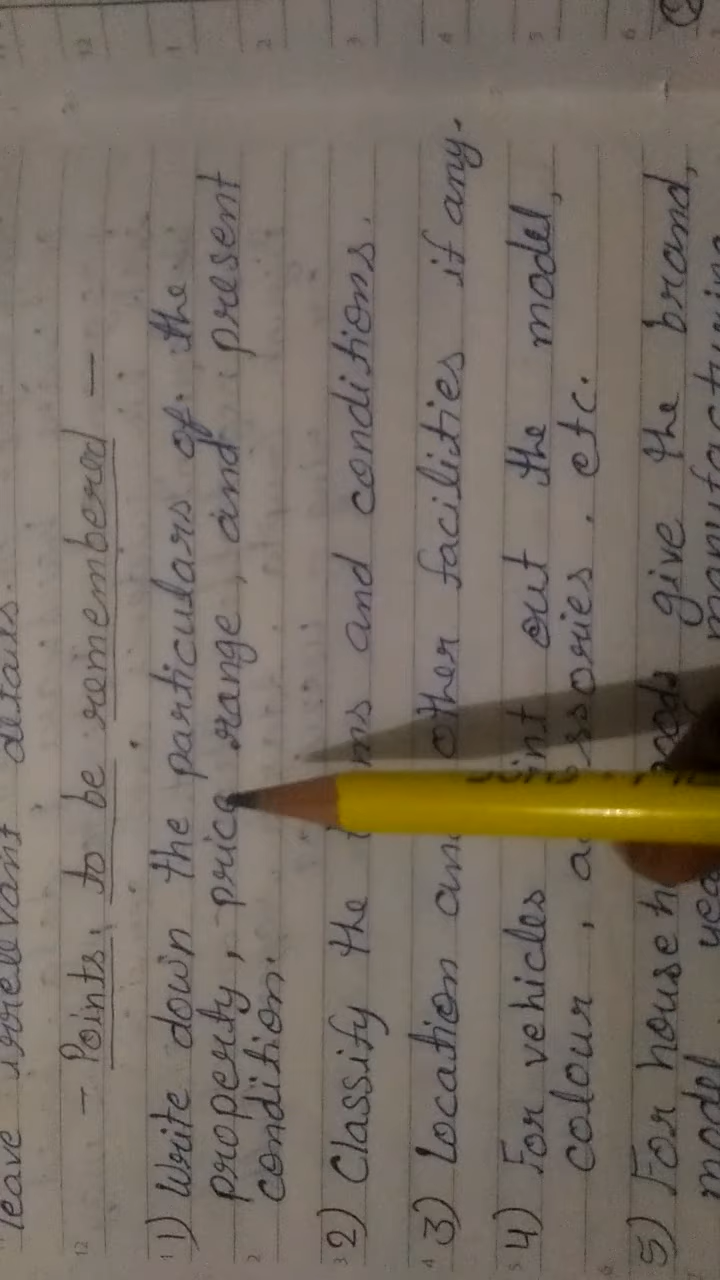 leave irrelevant details.
- Points to be remembered -
1) Write down the particulars of the
property, price range, and present
condition.
2) Classify the and conditions.
3) Location other facilities if any.
4) For vehicles out the model,
colour, etc.
5) For give the brand,
model